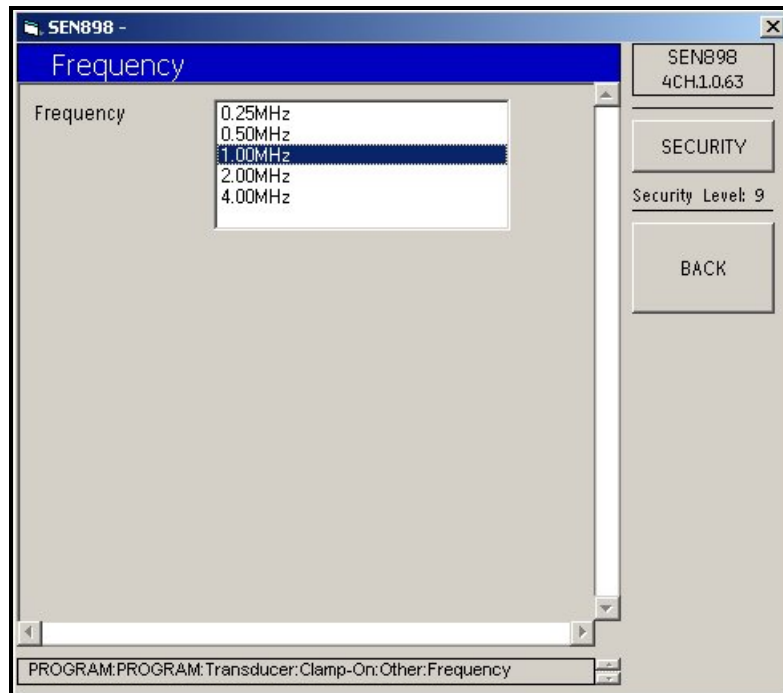 SEN898 -
Frequency
SEN898
4CH.1.0.63
Frequency
0.25MHz
0.50MHz
1.00MHz
2.00MHz
4.00MHz
SECURITY
Security Level: 9
BACK
PROGRAM:PROGRAM:Transducer:Clamp-On:Other:Frequency